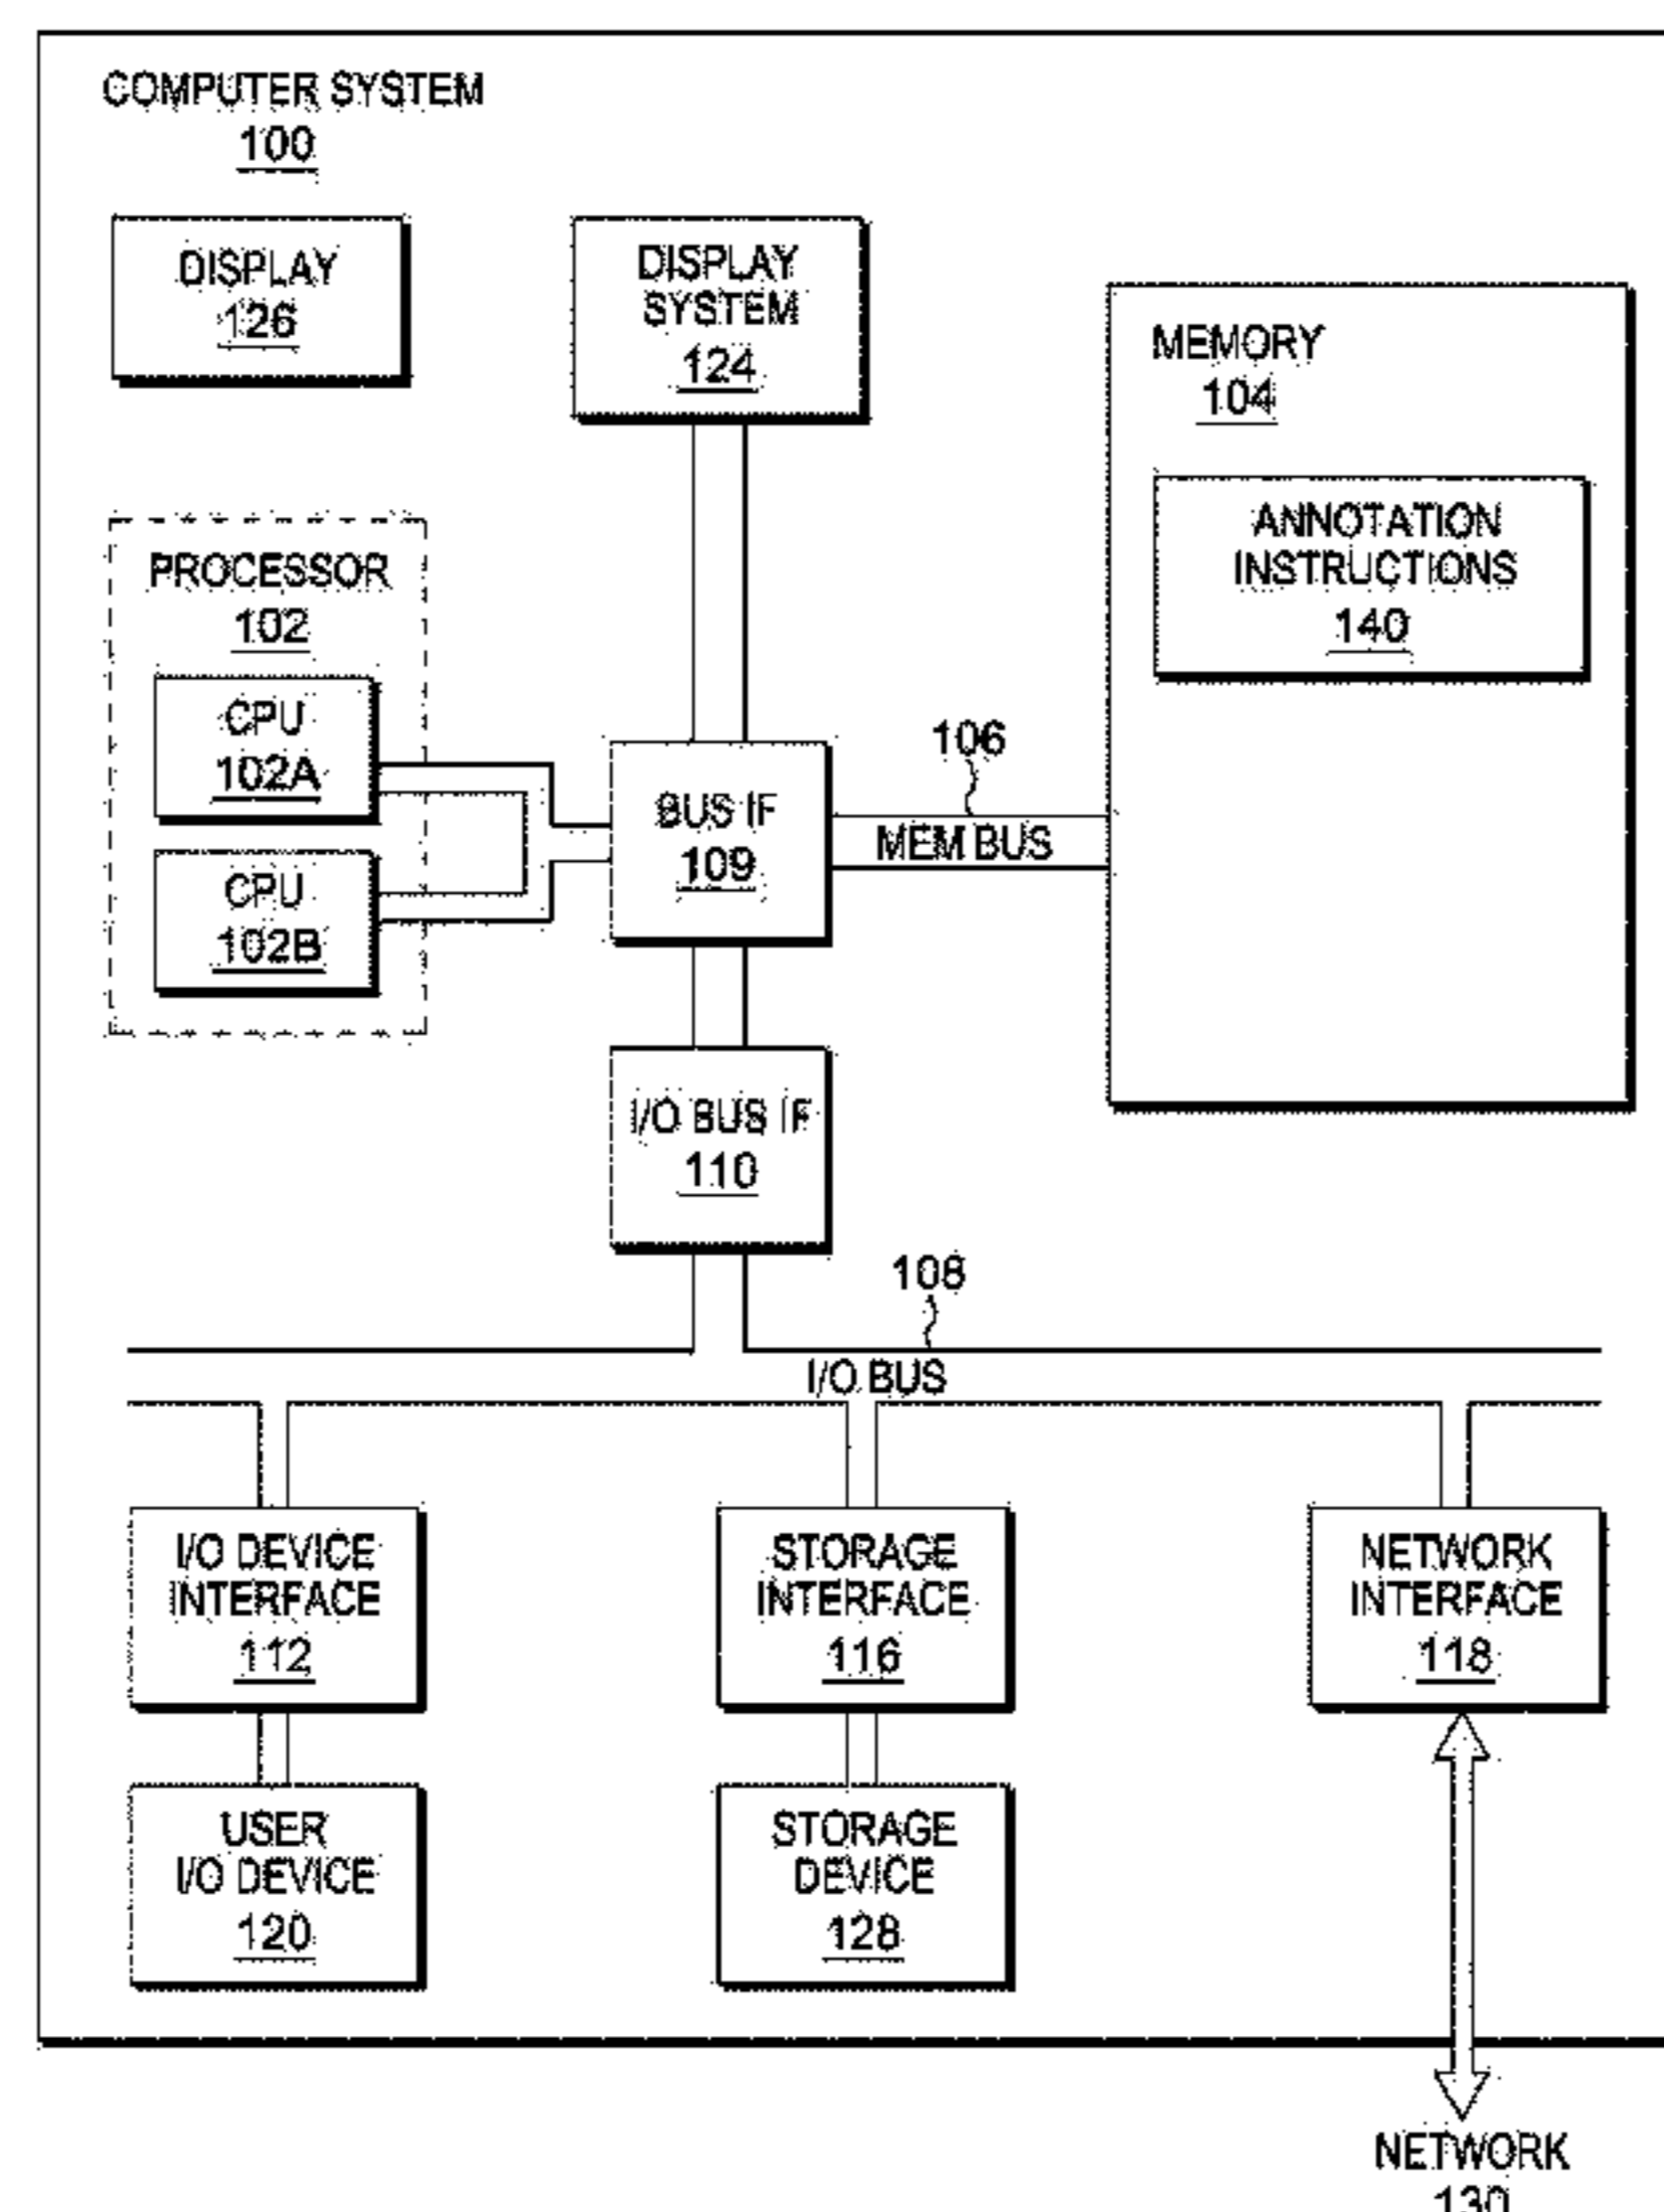 COMPUTER SYSTEM
100
DISPLAY
126
DISPLAY
SYSTEM
124
MEMORY
104
ANNOTATION
INSTRUCTIONS
140
PROCESSOR
102
CPU
102A
CPU
102B
BUS IF
109
106
MEM BUS
I/O BUS IF
110
108
I/O BUS
I/O DEVICE
INTERFACE
112
STORAGE
INTERFACE
116
NETWORK
INTERFACE
118
USER
I/O DEVICE
120
STORAGE
DEVICE
128
NETWORK
130